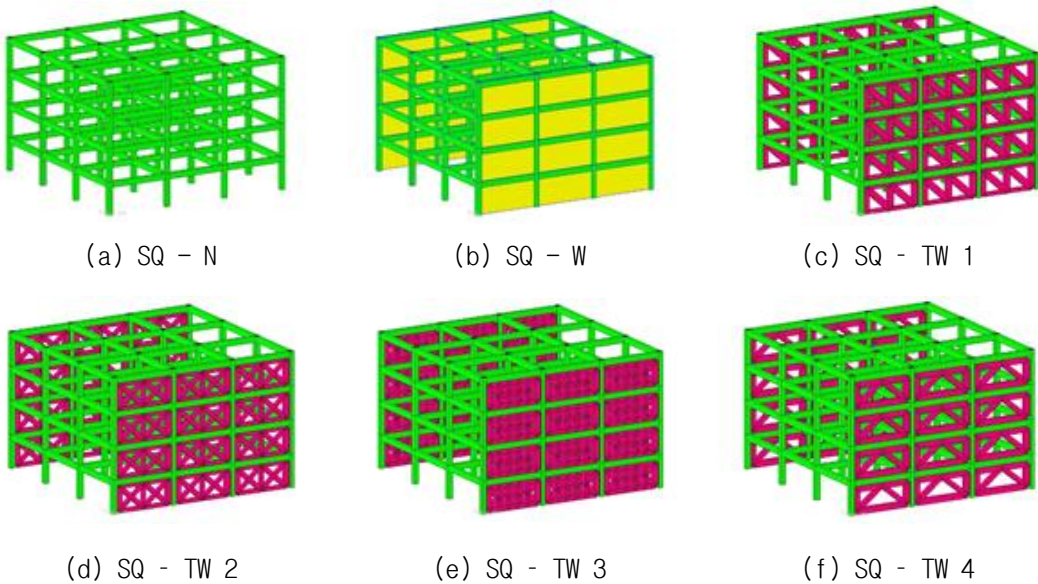 (a) SQ – N
(b) SQ – W
(c) SQ - TW 1
(d) SQ - TW 2
(e) SQ - TW 3
(f) SQ - TW 4